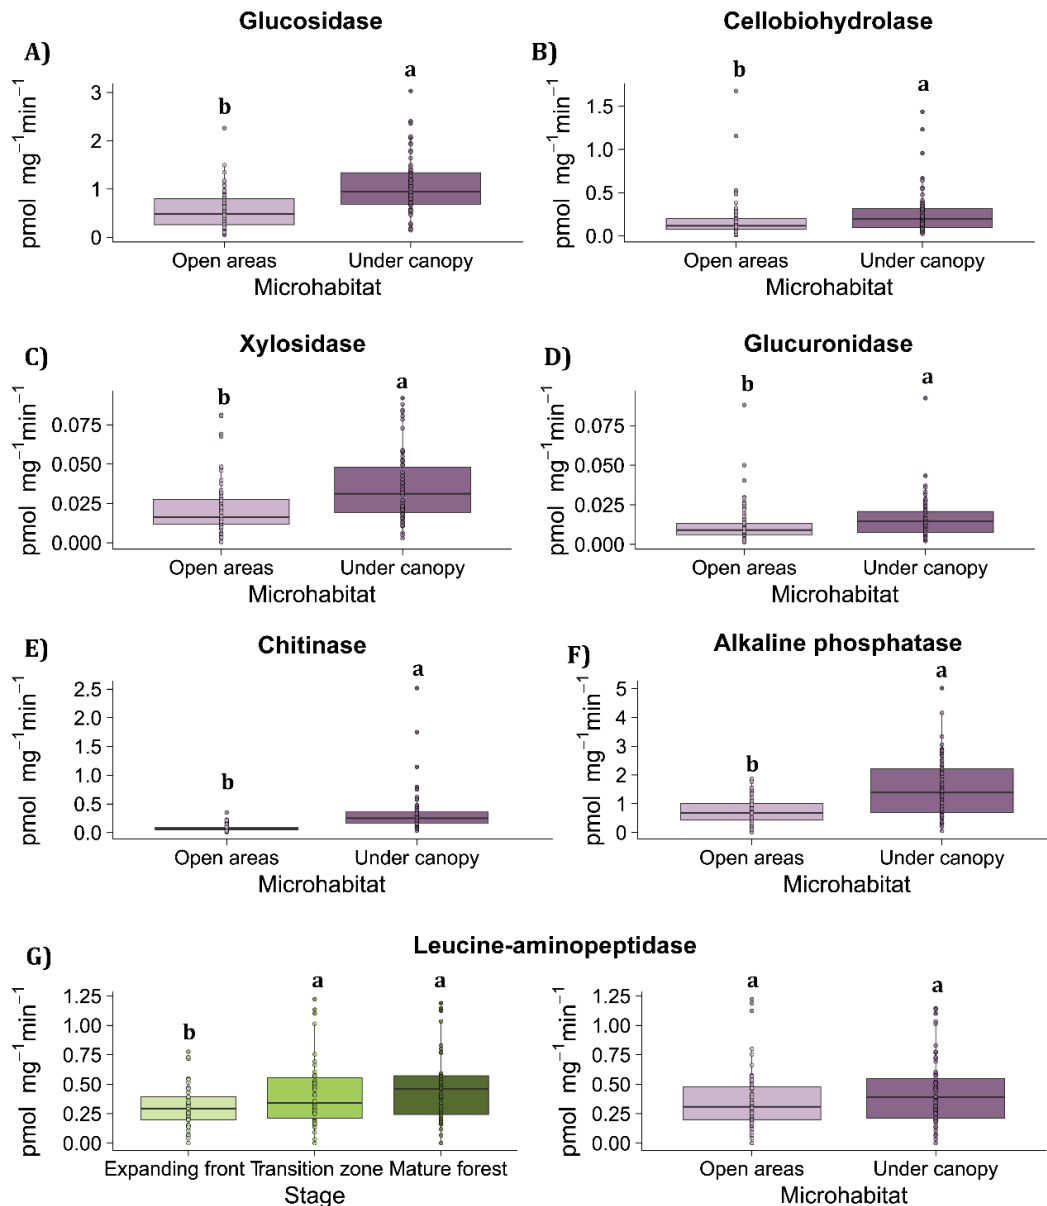 Glucosidase
A)
pmol mg⁻¹min⁻¹
3
2
1
0
b
a
Open areas
Under canopy
Microhabitat
Cellobiohydrolase
B)
pmol mg⁻¹min⁻¹
1.5
1.0
0.5
0.0
b
a
Open areas
Under canopy
Microhabitat
Xylosidase
C)
pmol mg⁻¹min⁻¹
0.075
0.050
0.025
0.000
b
a
Open areas
Under canopy
Microhabitat
Glucuronidase
D)
pmol mg⁻¹min⁻¹
0.075
0.050
0.025
0.000
b
a
Open areas
Under canopy
Microhabitat
Chitinase
E)
pmol mg⁻¹min⁻¹
2.5
2.0
1.5
1.0
0.5
0.0
b
a
Open areas
Under canopy
Microhabitat
Alkaline phosphatase
F)
pmol mg⁻¹min⁻¹
5
4
3
2
1
0
b
a
Open areas
Under canopy
Microhabitat
Leucine-aminopeptidase
G)
pmol mg⁻¹min⁻¹
1.25
1.00
0.75
0.50
0.25
0.00
b
a
a
Expanding front
Transition zone
Mature forest
Stage
pmol mg⁻¹min⁻¹
1.25
1.00
0.75
0.50
0.25
0.00
a
a
Open areas
Under canopy
Microhabitat